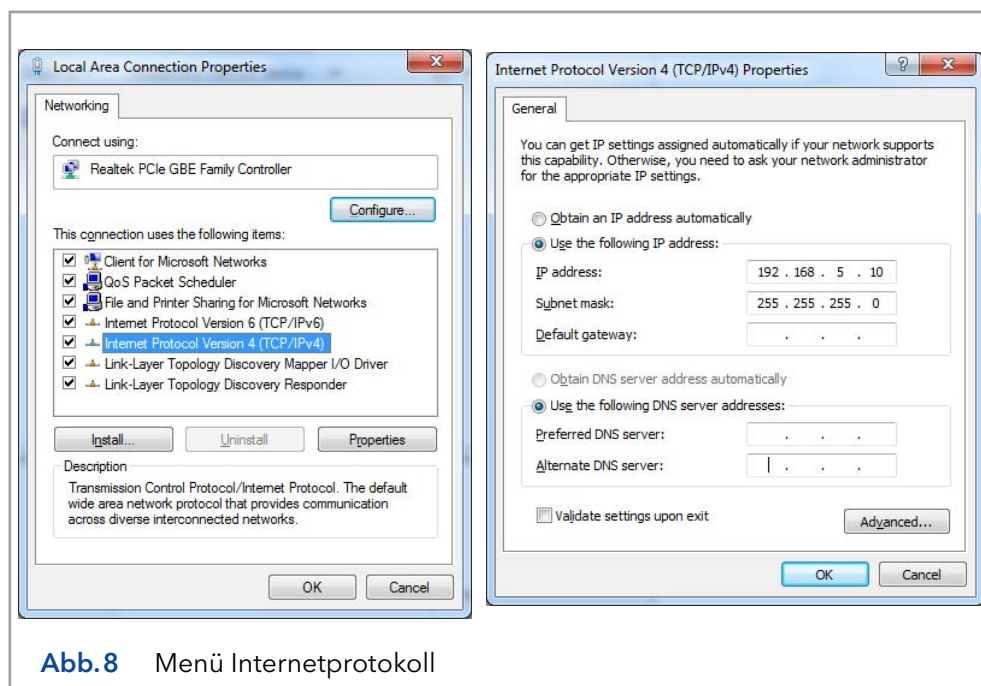 Local Area Connection Properties
Networking
Connect using:
Realtek PCIe GBE Family Controller
Configure...
This connection uses the following items:
Client for Microsoft Networks
QoS Packet Scheduler
File and Printer Sharing for Microsoft Networks
Internet Protocol Version 6 (TCP/IPv6)
Internet Protocol Version 4 (TCP/IPv4)
Link-Layer Topology Discovery Mapper I/O Driver
Link-Layer Topology Discovery Responder
Install...
Uninstall
Properties
Description
Transmission Control Protocol/Internet Protocol. The default
wide area network protocol that provides communication
across diverse interconnected networks.
OK
Cancel
Internet Protocol Version 4 (TCP/IPv4) Properties
General
You can get IP settings assigned automatically if your network supports
this capability. Otherwise, you need to ask your network administrator
for the appropriate IP settings.
Obtain an IP address automatically
Use the following IP address:
IP address: 192 . 168 . 5 . 10
Subnet mask: 255 . 255 . 255 . 0
Default gateway: . . .
Obtain DNS server address automatically
Use the following DNS server addresses:
Preferred DNS server: . . .
Alternate DNS server: . . .
Validate settings upon exit
Advanced...
OK
Cancel
Abb. 8 Menü Internetprotokoll